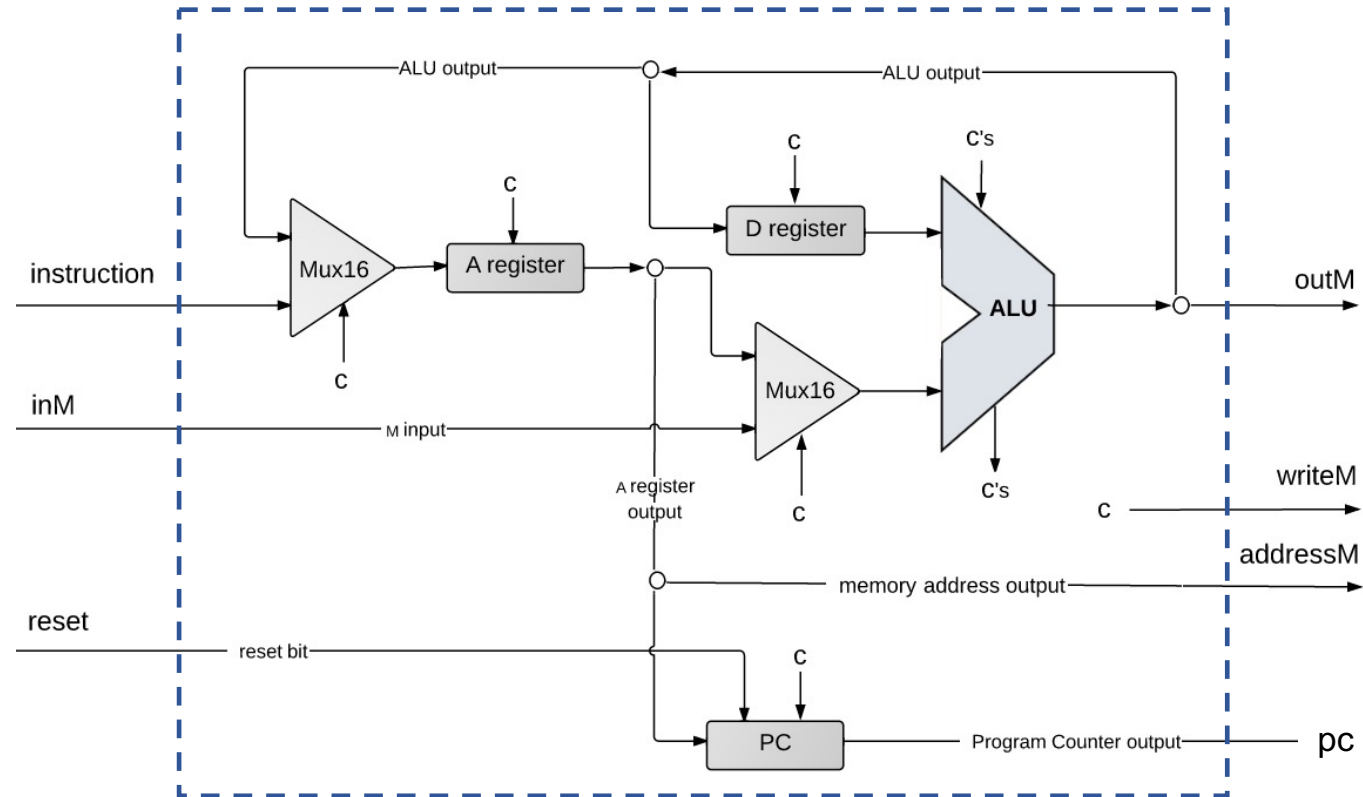 ALU output
ALU output
c
c's
c
D register
instruction
Mux16
A register
outM
ALU
c
inM
Mux16
M input
writeM
A register
output
c's
c
c
addressM
memory address output
reset
reset bit
c
PC
Program Counter output
pc